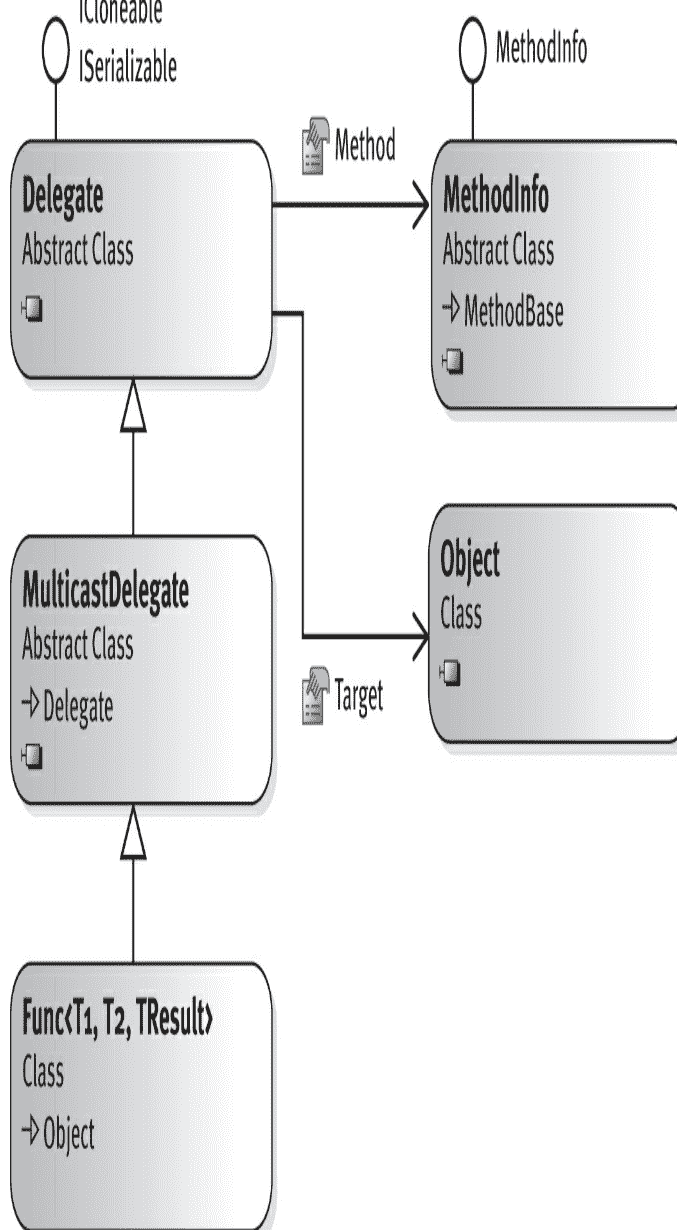 ICloneable
ISerializable
Delegate
Abstract Class
Method
MethodInfo
MethodInfo
Abstract Class
MethodBase
MulticastDelegate
Abstract Class
Delegate
Target
Object
Class
Func<T1, T2, TResult>
Class
Object